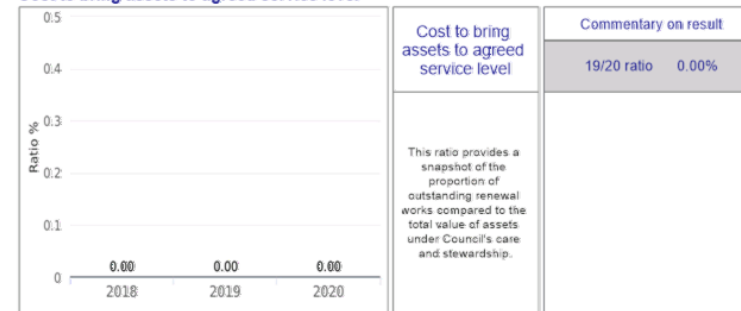 0.5
0.4
0.3
0.2
0.1
0
Ratio %
0.00
0.00
0.00
2018
2019
2020
Cost to bring
assets to agreed
service level
This ratio provides a
snapshot of the
proportion of
outstanding renewal
works compared to the
total value of assets
under Council's care
and stewardship.
Commentary on result
19/20 ratio 0.00%